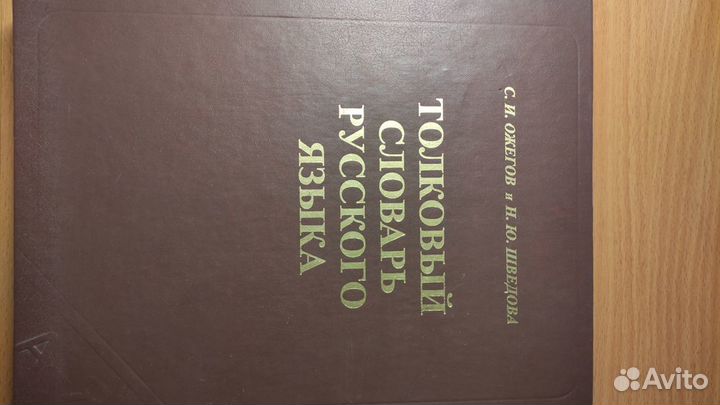 С. И. ОЖЕГОВ и Н. Ю. ШВЕДОВА
ТОЛКОВЫЙ
СЛОВАРЬ
РУССКОГО
ЯЗЫКА
Avito